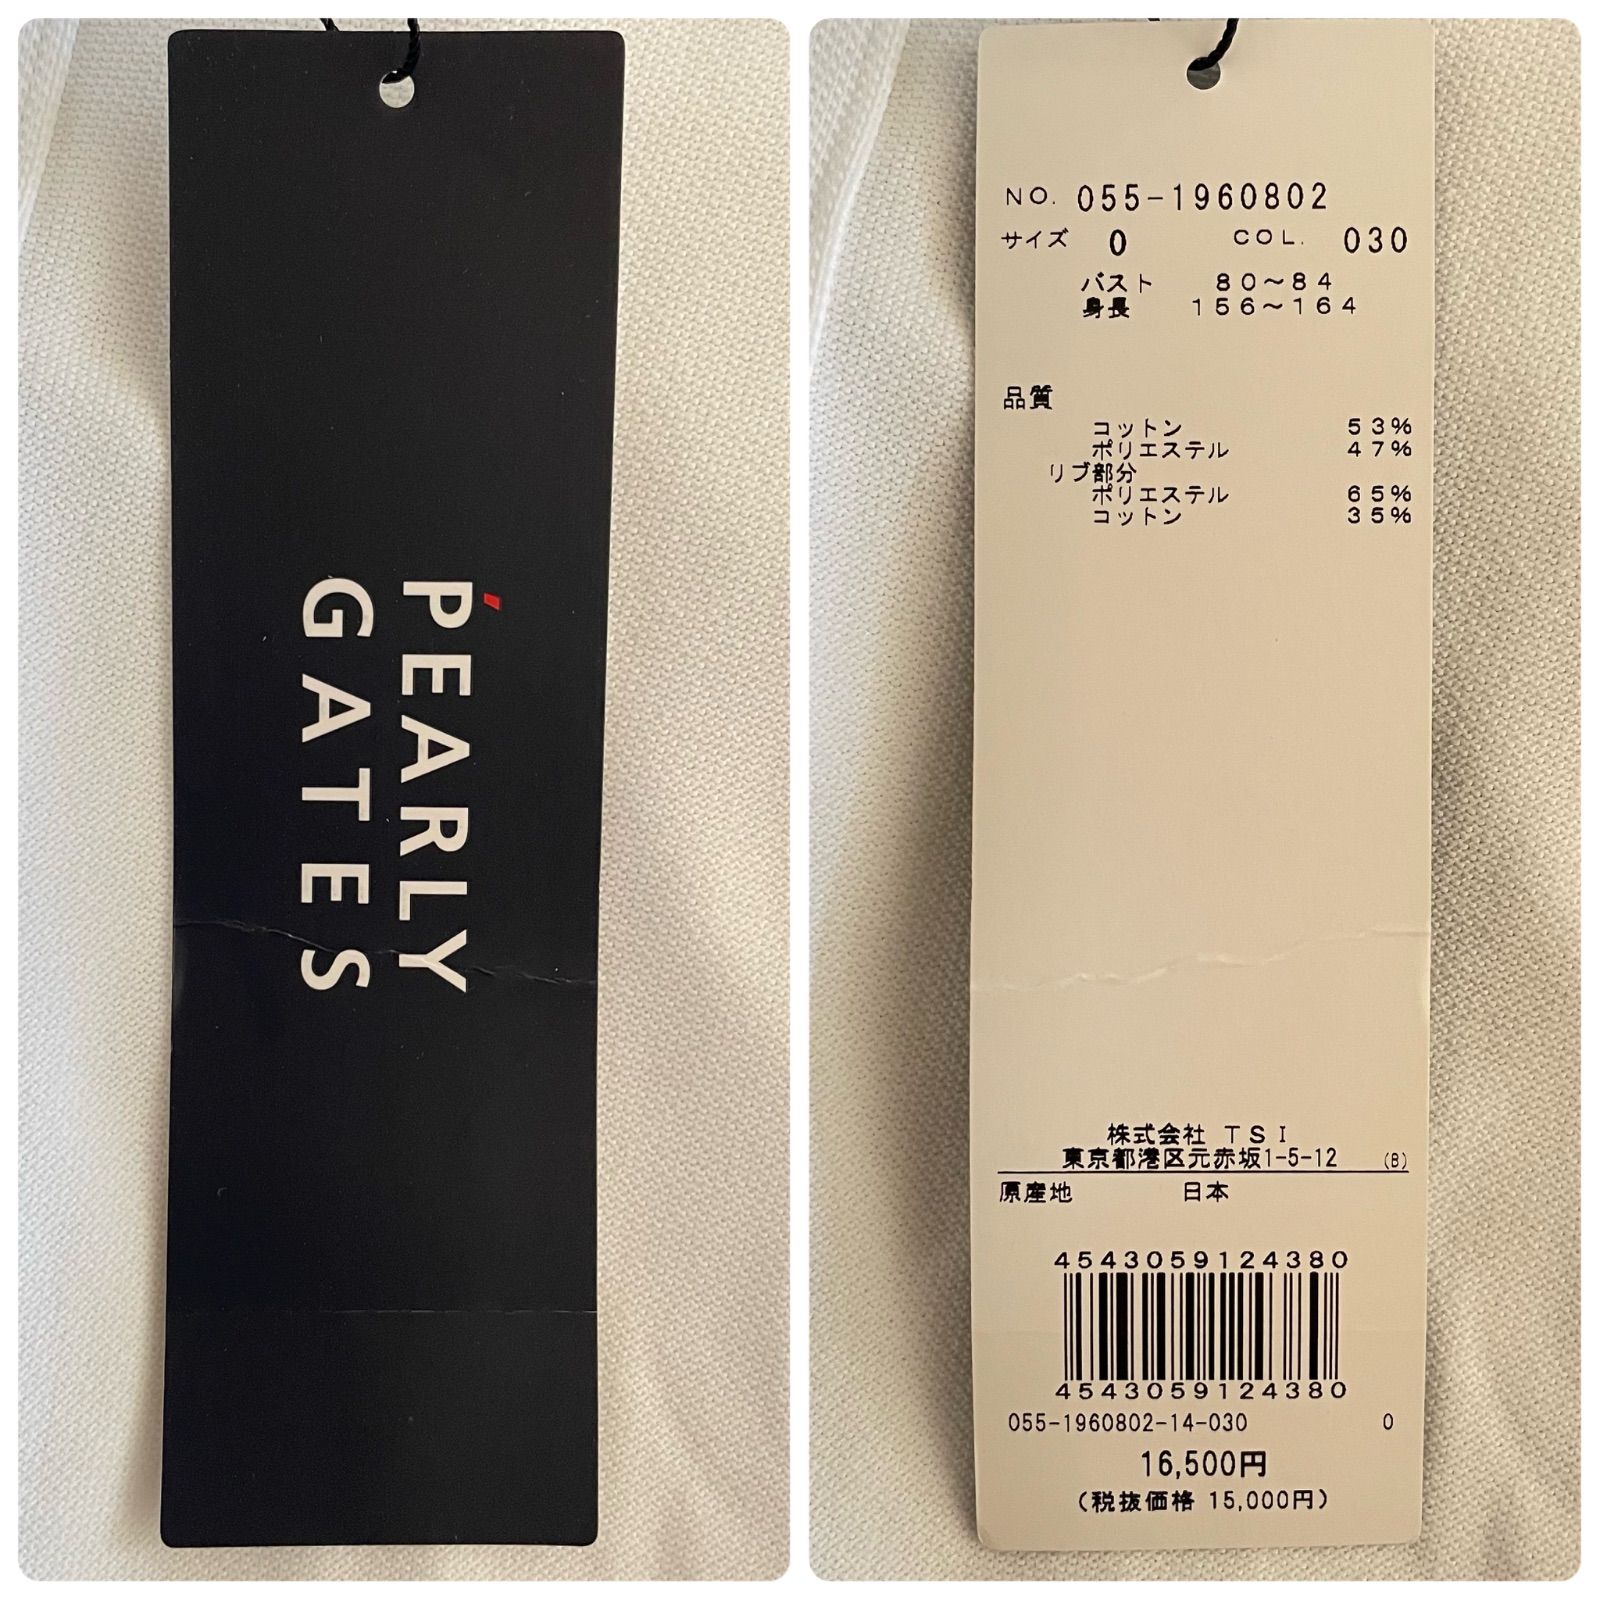 PEARLY
GATES
NO. 055-1960802
サイズ 0 COL. 030
バスト 80～84
身長 156～164
品質
コットン 53%
ポリエステル 47%
リブ部分
ポリエステル 65%
コットン 35%
株式会社 TSI
東京都港区元赤坂1-5-12 (B)
原産地 日本
4543059124380
4543059124380
055-1960802-14-030 0
16,500円
(税抜価格 15,000円)